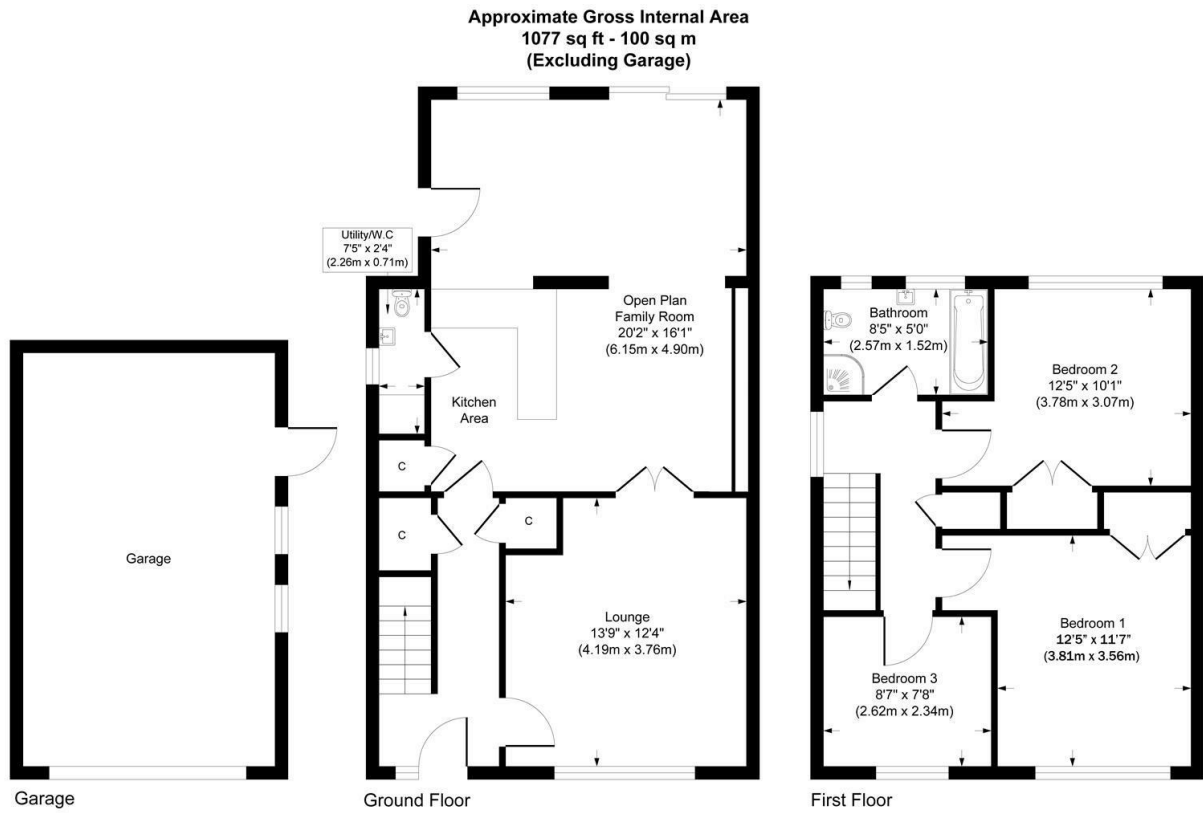 Approximate Gross Internal Area
1077 sq ft - 100 sq m
(Excluding Garage)
Utility/W.C
7'5" x 2'4"
(2.26m x 0.71m)
Open Plan
Family Room
20'2" x 16'1"
(6.15m x 4.90m)
Kitchen
Area
C
C
C
Lounge
13'9" x 12'4"
(4.19m x 3.76m)
Garage
Bathroom
8'5" x 5'0"
(2.57m x 1.52m)
Bedroom 2
12'5" x 10'1"
(3.78m x 3.07m)
Bedroom 1
12'5" x 11'7"
(3.81m x 3.56m)
Bedroom 3
8'7" x 7'8"
(2.62m x 2.34m)
Garage
Ground Floor
First Floor